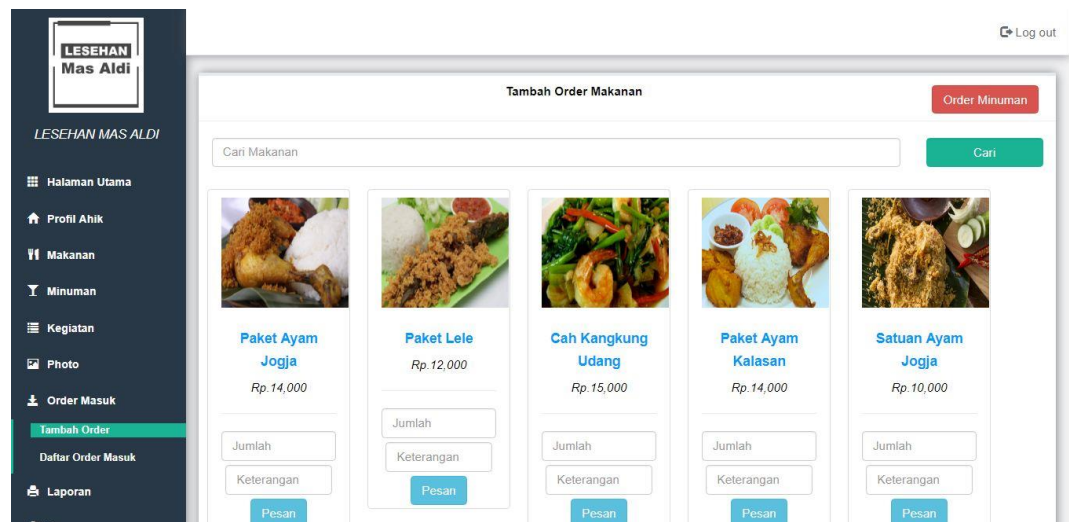 LESEHAN
Mas Aldi
LESEHAN MAS ALDI
Halaman Utama
Profil Ahik
Makanan
Minuman
Kegiatan
Photo
Order Masuk
Tambah Order
Daftar Order Masuk
Laporan
Log out
Tambah Order Makanan
Order Minuman
Cari Makanan
Cari
Paket Ayam
Jogja
Rp.14,000
Jumlah
Keterangan
Pesan
Paket Lele
Rp.12,000
Jumlah
Keterangan
Pesan
Cah Kangkung
Udang
Rp.15,000
Jumlah
Keterangan
Pesan
Paket Ayam
Kalasan
Rp.14,000
Jumlah
Keterangan
Pesan
Satuan Ayam
Jogja
Rp.10,000
Jumlah
Keterangan
Pesan